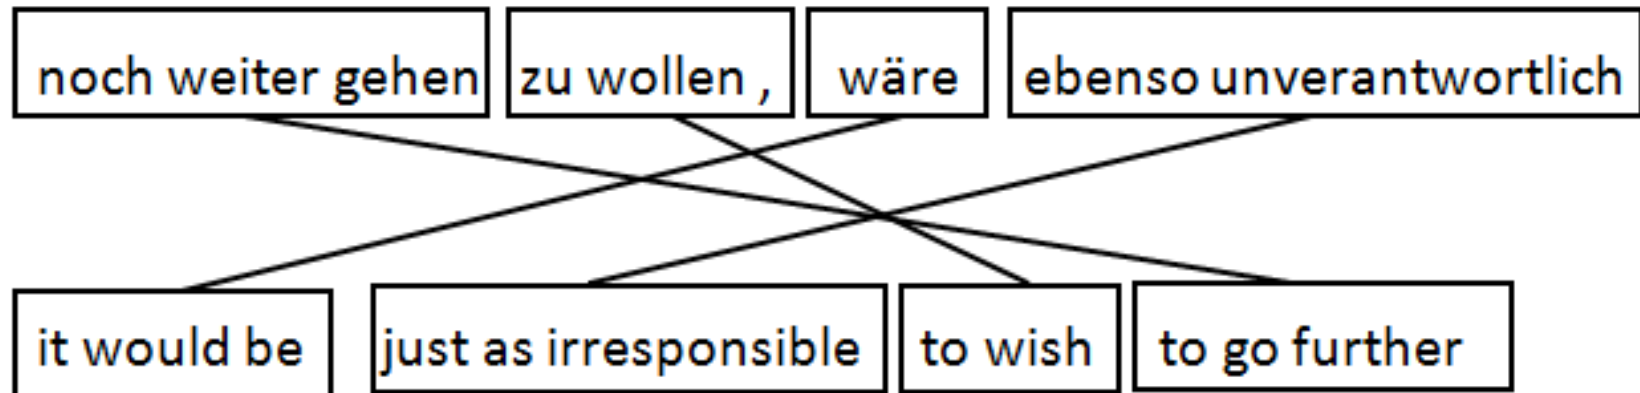 noch weiter gehen zu wollen , wäre ebenso unverantwortlich
it would be just as irresponsible to wish to go further